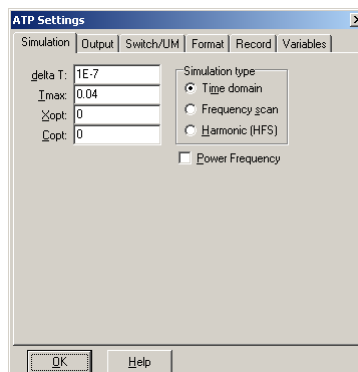 ATP Settings
Simulation Output Switch/UM Format Record Variables
delta T: 1E-7
Tmax: 0.04
Xopt: 0
Copt: 0
Simulation type
Time domain
Frequency scan
Harmonic (HFS)
Power Frequency
OK Help